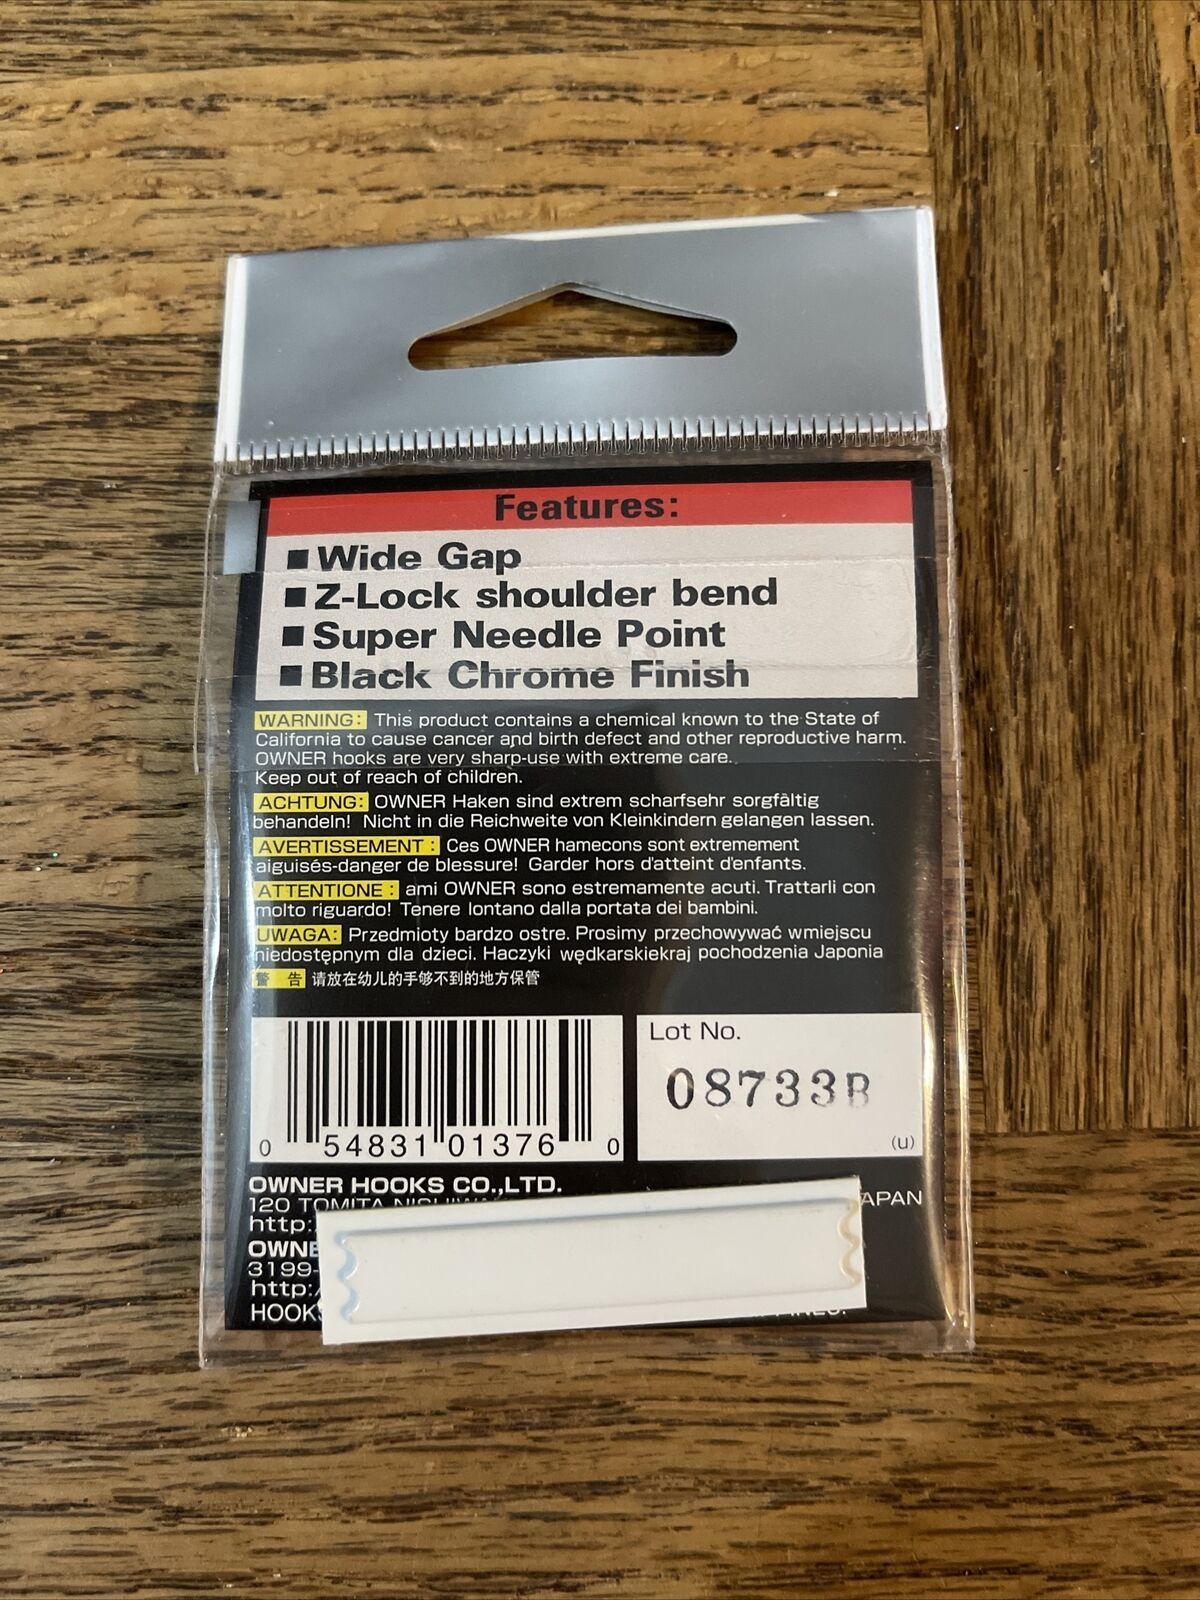 Features:
■ Wide Gap
■ Z-Lock shoulder bend
■ Super Needle Point
■ Black Chrome Finish
WARNING: This product contains a chemical known to the State of
California to cause cancer and birth defect and other reproductive harm.
OWNER hooks are very sharp-use with extreme care.
Keep out of reach of children.
ACHTUNG: OWNER Haken sind extrem scharfsehr sorgfältig
behandeln! Nicht in die Reichweite von Kleinkindern gelangen lassen.
AVERTISSEMENT: Ces OWNER hamecons sont extremement
aiguisés-danger de blessure! Garder hors d'atteint d'enfants.
ATTENTIONE: ami OWNER sono estremamente acuti. Trattarli con
molto riguardo! Tenere lontano dalla portata dei bambini.
UWAGA: Przedmioty bardzo ostre. Prosimy przechowywać wmiejscu
niedostępnym dla dzieci. Haczyki wędkarskiekraj pochodzenia Japonia
警 告 请放在幼儿的手够不到的地方保管
Lot No.
08733B
(u)
0 54831 01376 0
OWNER HOOKS CO.,LTD.
120 TOMITA APAN
http:
OWNE
3199-
http:/
HOOKS